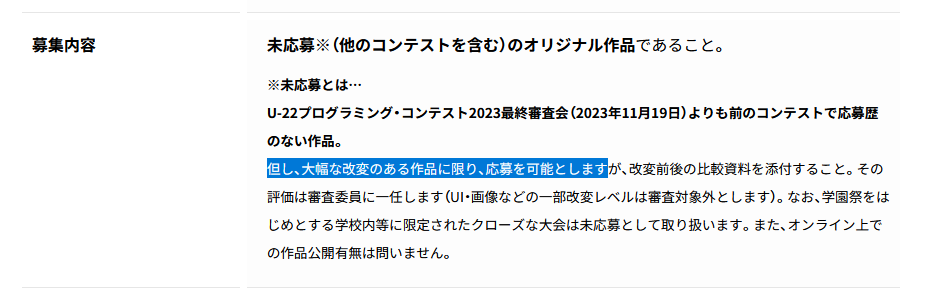 募集内容
未応募※（他のコンテストを含む）のオリジナル作品であること。
※未応募とは…
U-22プログラミング・コンテスト2023最終審査会（2023年11月19日）よりも前のコンテストで応募歴
のない作品。
但し、大幅な改変のある作品に限り、応募を可能としますが、改変前後の比較資料を添付すること。その
評価は審査委員に一任します（UI・画像などの一部改変レベルは審査対象外とします）。なお、学園祭をは
じめとする学校内等に限定されたクローズな大会は未応募として取り扱います。また、オンライン上で
の作品公開有無は問いません。